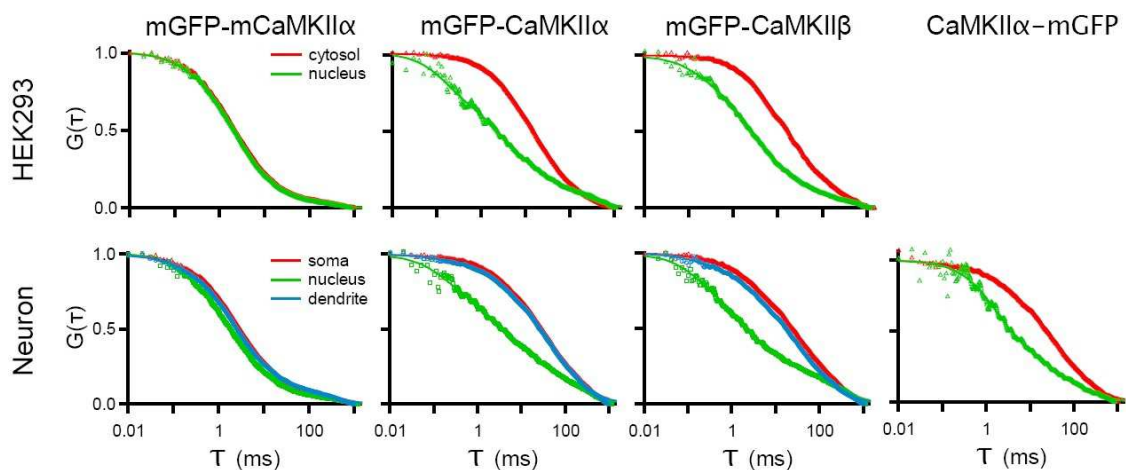 mGFP-mCaMKIIα
mGFP-CaMKIIα
mGFP-CaMKIIβ
CaMKIIα-mGFP
HEK293
G(τ)
1.0
0.5
0.0
cytosol
nucleus
Neuron
G(τ)
1.0
0.5
0.0
soma
nucleus
dendrite
0.01 1 100
0.01 1 100
0.01 1 100
0.01 1 100
τ (ms)
τ (ms)
τ (ms)
τ (ms)